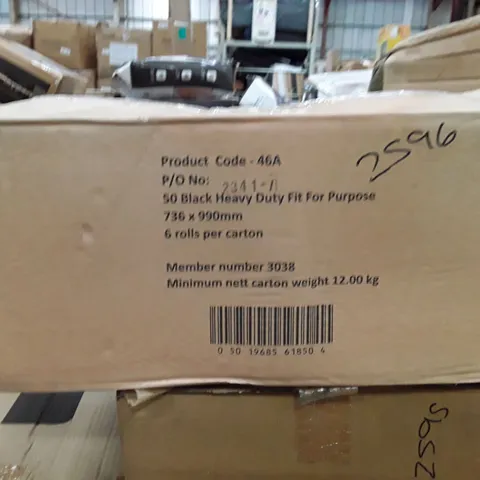 Product Code - 46A
P/O No: 2341-/1
50 Black Heavy Duty Fit For Purpose
736 x 990mm
6 rolls per carton
Member number 3038
Minimum nett carton weight 12.00 kg
0 50 19685 61850 4
2596
2595